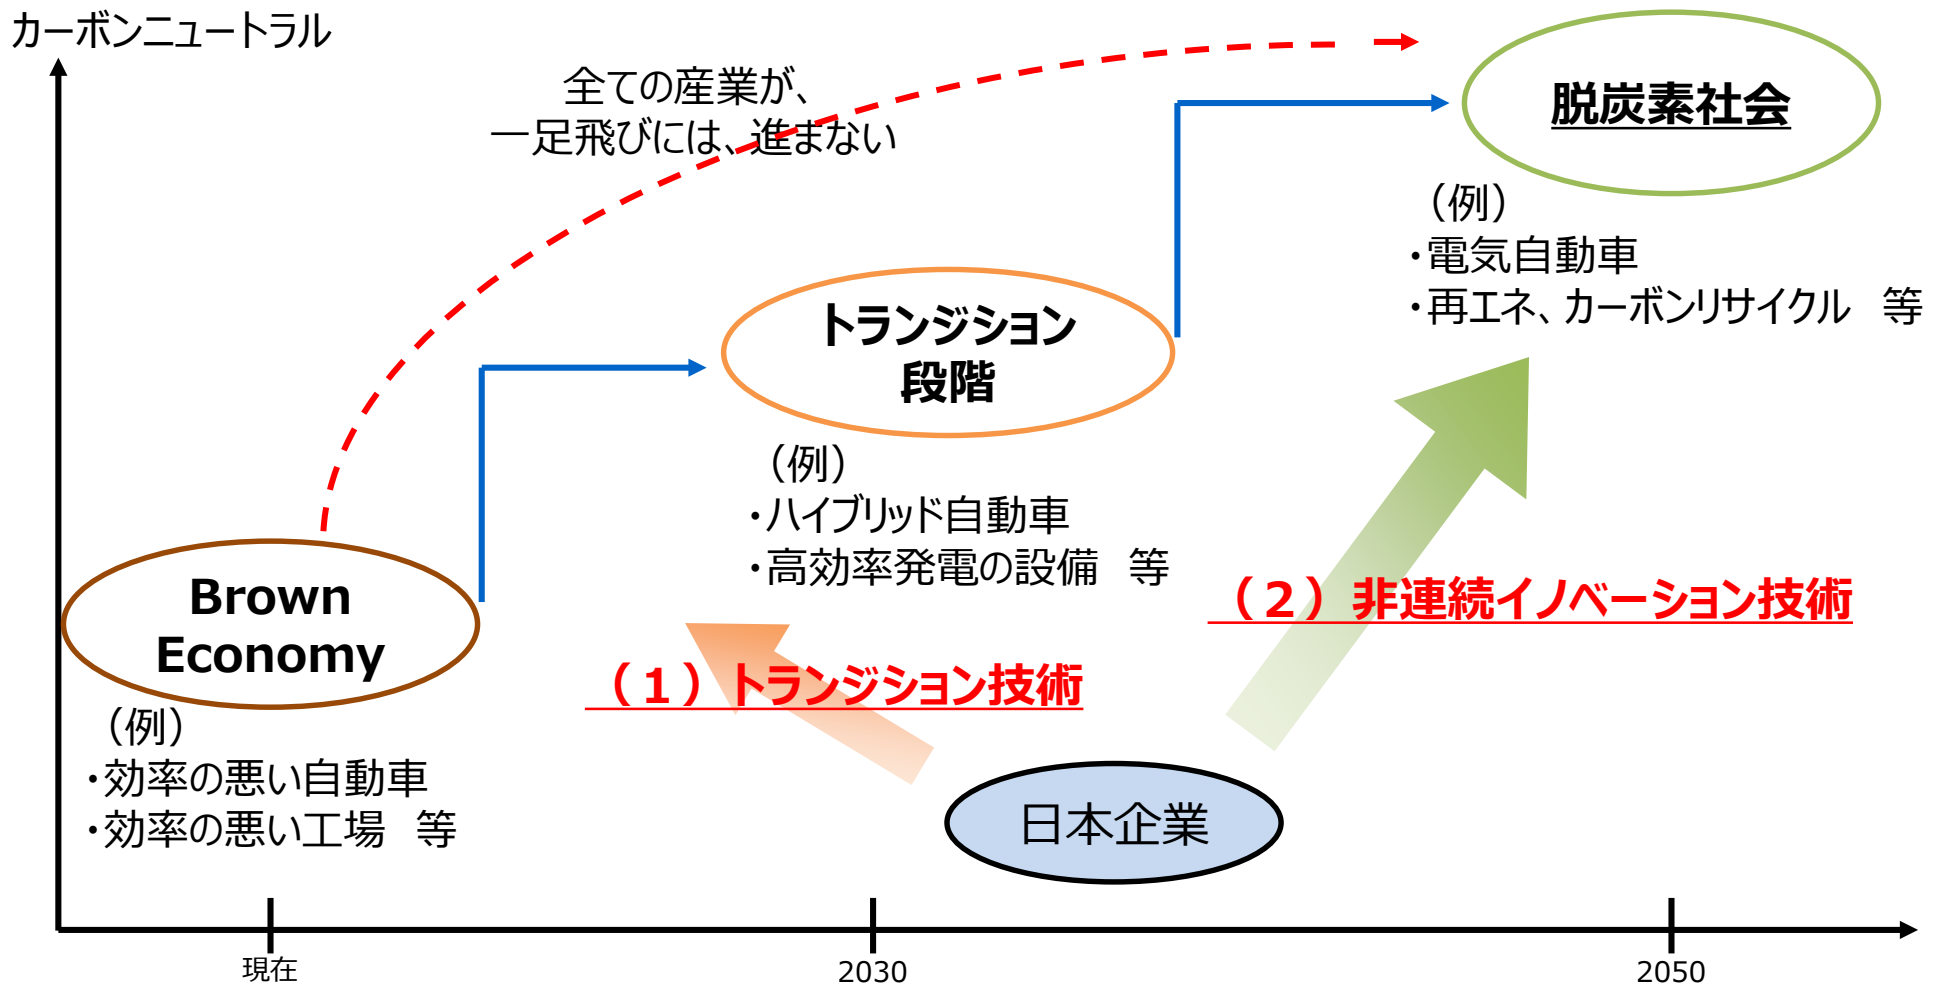 カーボンニュートラル
全ての産業が、
一足飛びには、進まない
脱炭素社会
（例）
・電気自動車
・再エネ、カーボンリサイクル　等
トランジション
段階
（例）
・ハイブリッド自動車
・高効率発電の設備　等
Brown
Economy
（例）
・効率の悪い自動車
・効率の悪い工場　等
（２）非連続イノベーション技術
（１）トランジション技術
日本企業
現在
2030
2050